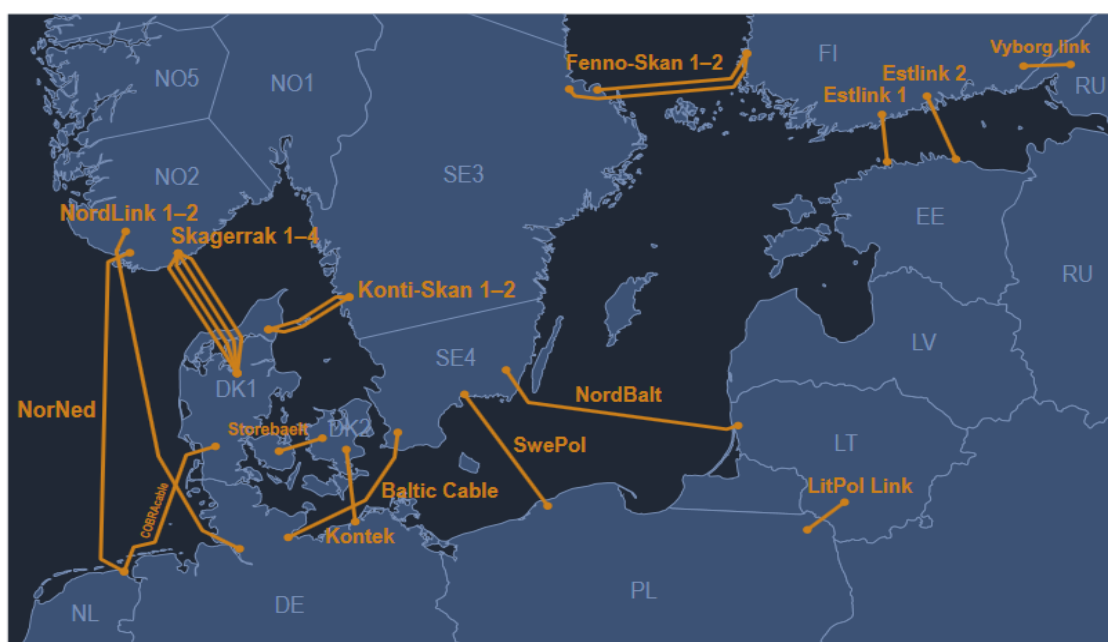 Fenno-Skan 1–2
FI
Vyborg link
NO5
NO1
Estlink 2
RU
Estlink 1
NO2
SE3
NordLink 1–2
EE
Skagerrak 1–4
RU
Konti-Skan 1–2
LV
SE4
DK1
NordBalt
NorNed
Storebaelt
DK2
SwePol
LT
Baltic Cable
LitPol Link
COBRAcable
Kontek
PL
NL
DE